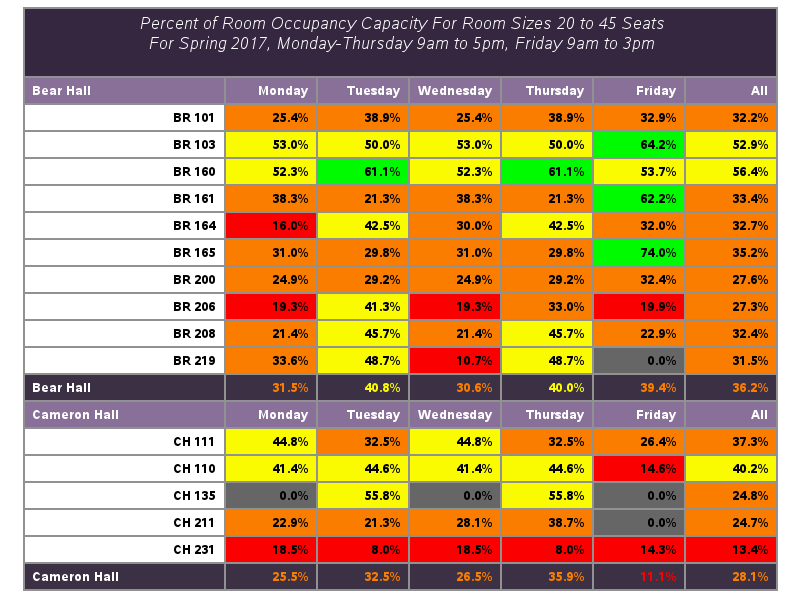 Percent of Room Occupancy Capacity For Room Sizes 20 to 45 Seats
For Spring 2017, Monday-Thursday 9am to 5pm, Friday 9am to 3pm
Bear Hall Monday Tuesday Wednesday Thursday Friday All
BR 101 25.4% 38.9% 25.4% 38.9% 32.9% 32.2%
BR 103 53.0% 50.0% 53.0% 50.0% 64.2% 52.9%
BR 160 52.3% 61.1% 52.3% 61.1% 53.7% 56.4%
BR 161 38.3% 21.3% 38.3% 21.3% 62.2% 33.4%
BR 164 16.0% 42.5% 30.0% 42.5% 32.0% 32.7%
BR 165 31.0% 29.8% 31.0% 29.8% 74.0% 35.2%
BR 200 24.9% 29.2% 24.9% 29.2% 32.4% 27.6%
BR 206 19.3% 41.3% 19.3% 33.0% 19.9% 27.3%
BR 208 21.4% 45.7% 21.4% 45.7% 22.9% 32.4%
BR 219 33.6% 48.7% 10.7% 48.7% 0.0% 31.5%
Bear Hall 31.5% 40.8% 30.6% 40.0% 39.4% 36.2%
Cameron Hall Monday Tuesday Wednesday Thursday Friday All
CH 111 44.8% 32.5% 44.8% 32.5% 26.4% 37.3%
CH 110 41.4% 44.6% 41.4% 44.6% 14.6% 40.2%
CH 135 0.0% 55.8% 0.0% 55.8% 0.0% 24.8%
CH 211 22.9% 21.3% 28.1% 38.7% 0.0% 24.7%
CH 231 18.5% 8.0% 18.5% 8.0% 14.3% 13.4%
Cameron Hall 25.5% 32.5% 26.5% 35.9% 11.1% 28.1%